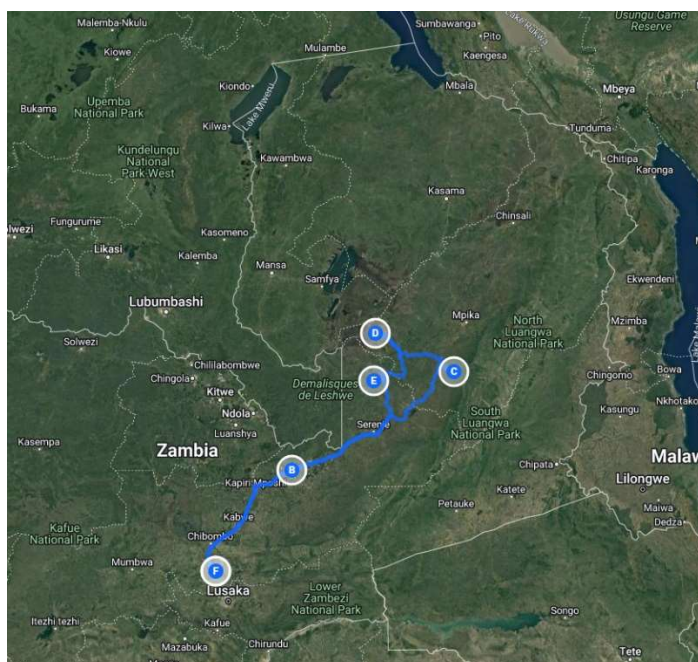 Malemba-Nkulu
Sumbawanga
Lake Rukwa
Usungu Game
Reserve
Mulambe
Pito
Kiowe
Kaengesa
Kiondo
Lake Mweru
Mbala
Mbeya
Upemba
National Park
Bukama
Kilwa
Tunduma
Kundelungu
National
Park West
Kawambwa
Chitipa
Karonga
Kasama
Fungurume
Chinsali
olwezi
Kasomeno
Likasi
Kalemba
Mansa
Samfya
Ekwendeni
Lubumbashi
Mpika
North
Luangwa
National Park
Mzimba
Solwezi
D
Chililabombwe
Chingola
E
C
Chingomo
Bowa
Demalisques
de Leshwe
Kitwe
Nkhotako
Ndola
South
Luangwa
National Park
Kasungu
Luanshya
Serenje
Kasempa
Zambia
B
Chipata
Malaw
Kapiri Mposhi
Lilongwe
Katete
Petauke
Maiwa
Kafue
National Park
Kabwe
Dedza
Chibombo
Mumbwa
F
Lusaka
Lower
Zambezi
National Park
Songo
Itezhi tezhi
Kafue
Mazabuka
Chirundu
Tete